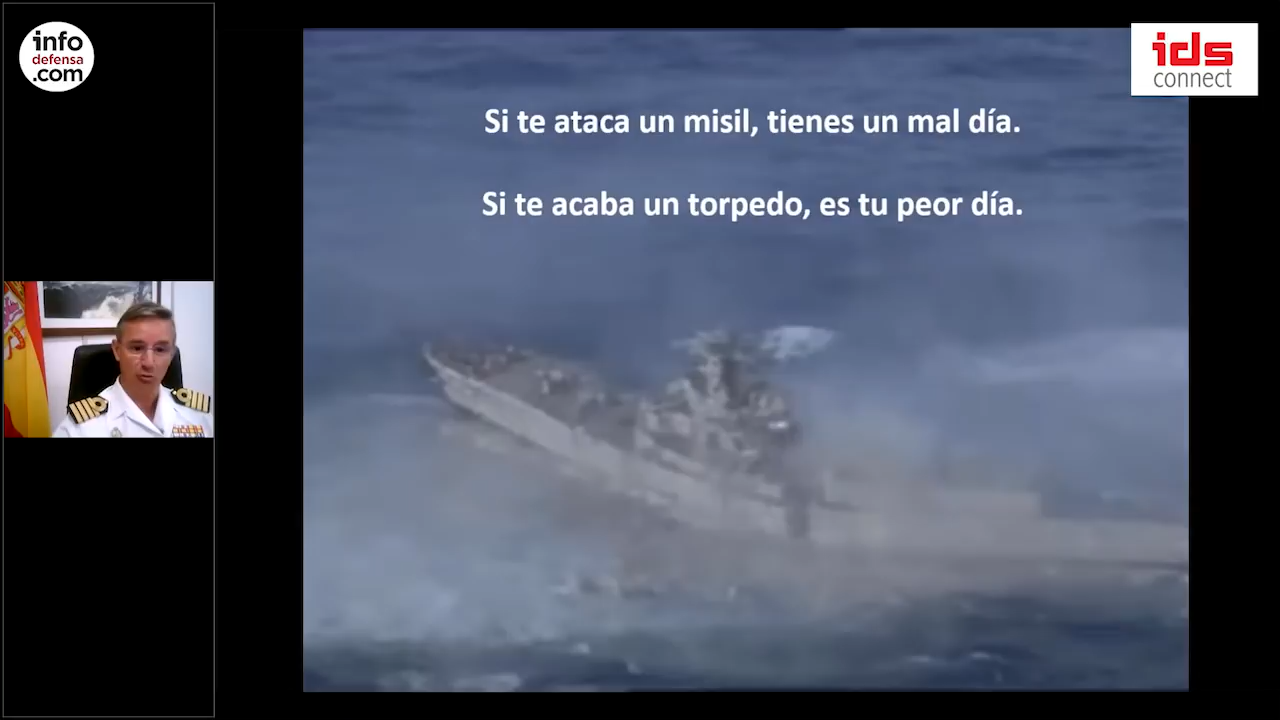 info
defensa
.com
ids
connect
Si te ataca un misil, tienes un mal día.
Si te acaba un torpedo, es tu peor día.